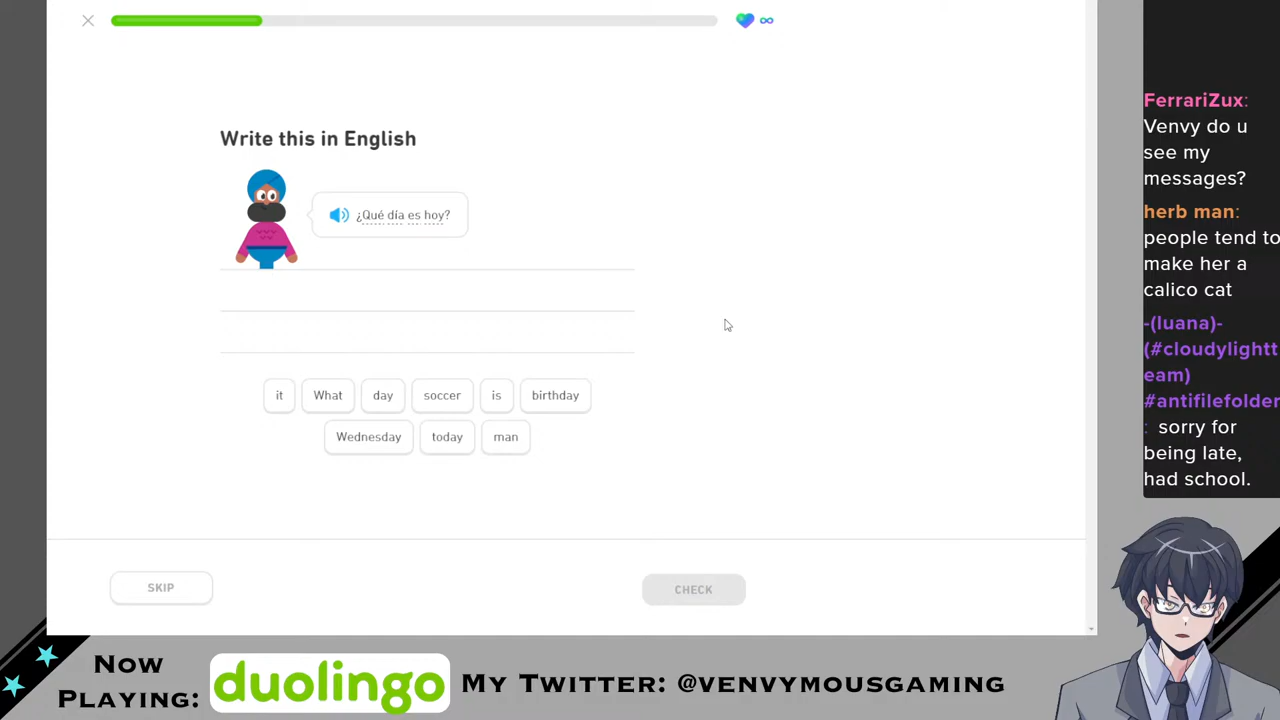 Write this in English
¿Qué día es hoy?
it What day soccer is birthday
Wednesday today man
SKIP
CHECK
FerrariZux:
Venvy do u
see my
messages?
herb man:
people tend to
make her a
calico cat
-(luana)-
(#cloudylightt
eam)
#antifilefolder
: sorry for
being late,
had school.
Now
Playing:
duolingo
My Twitter: @venvymousgaming